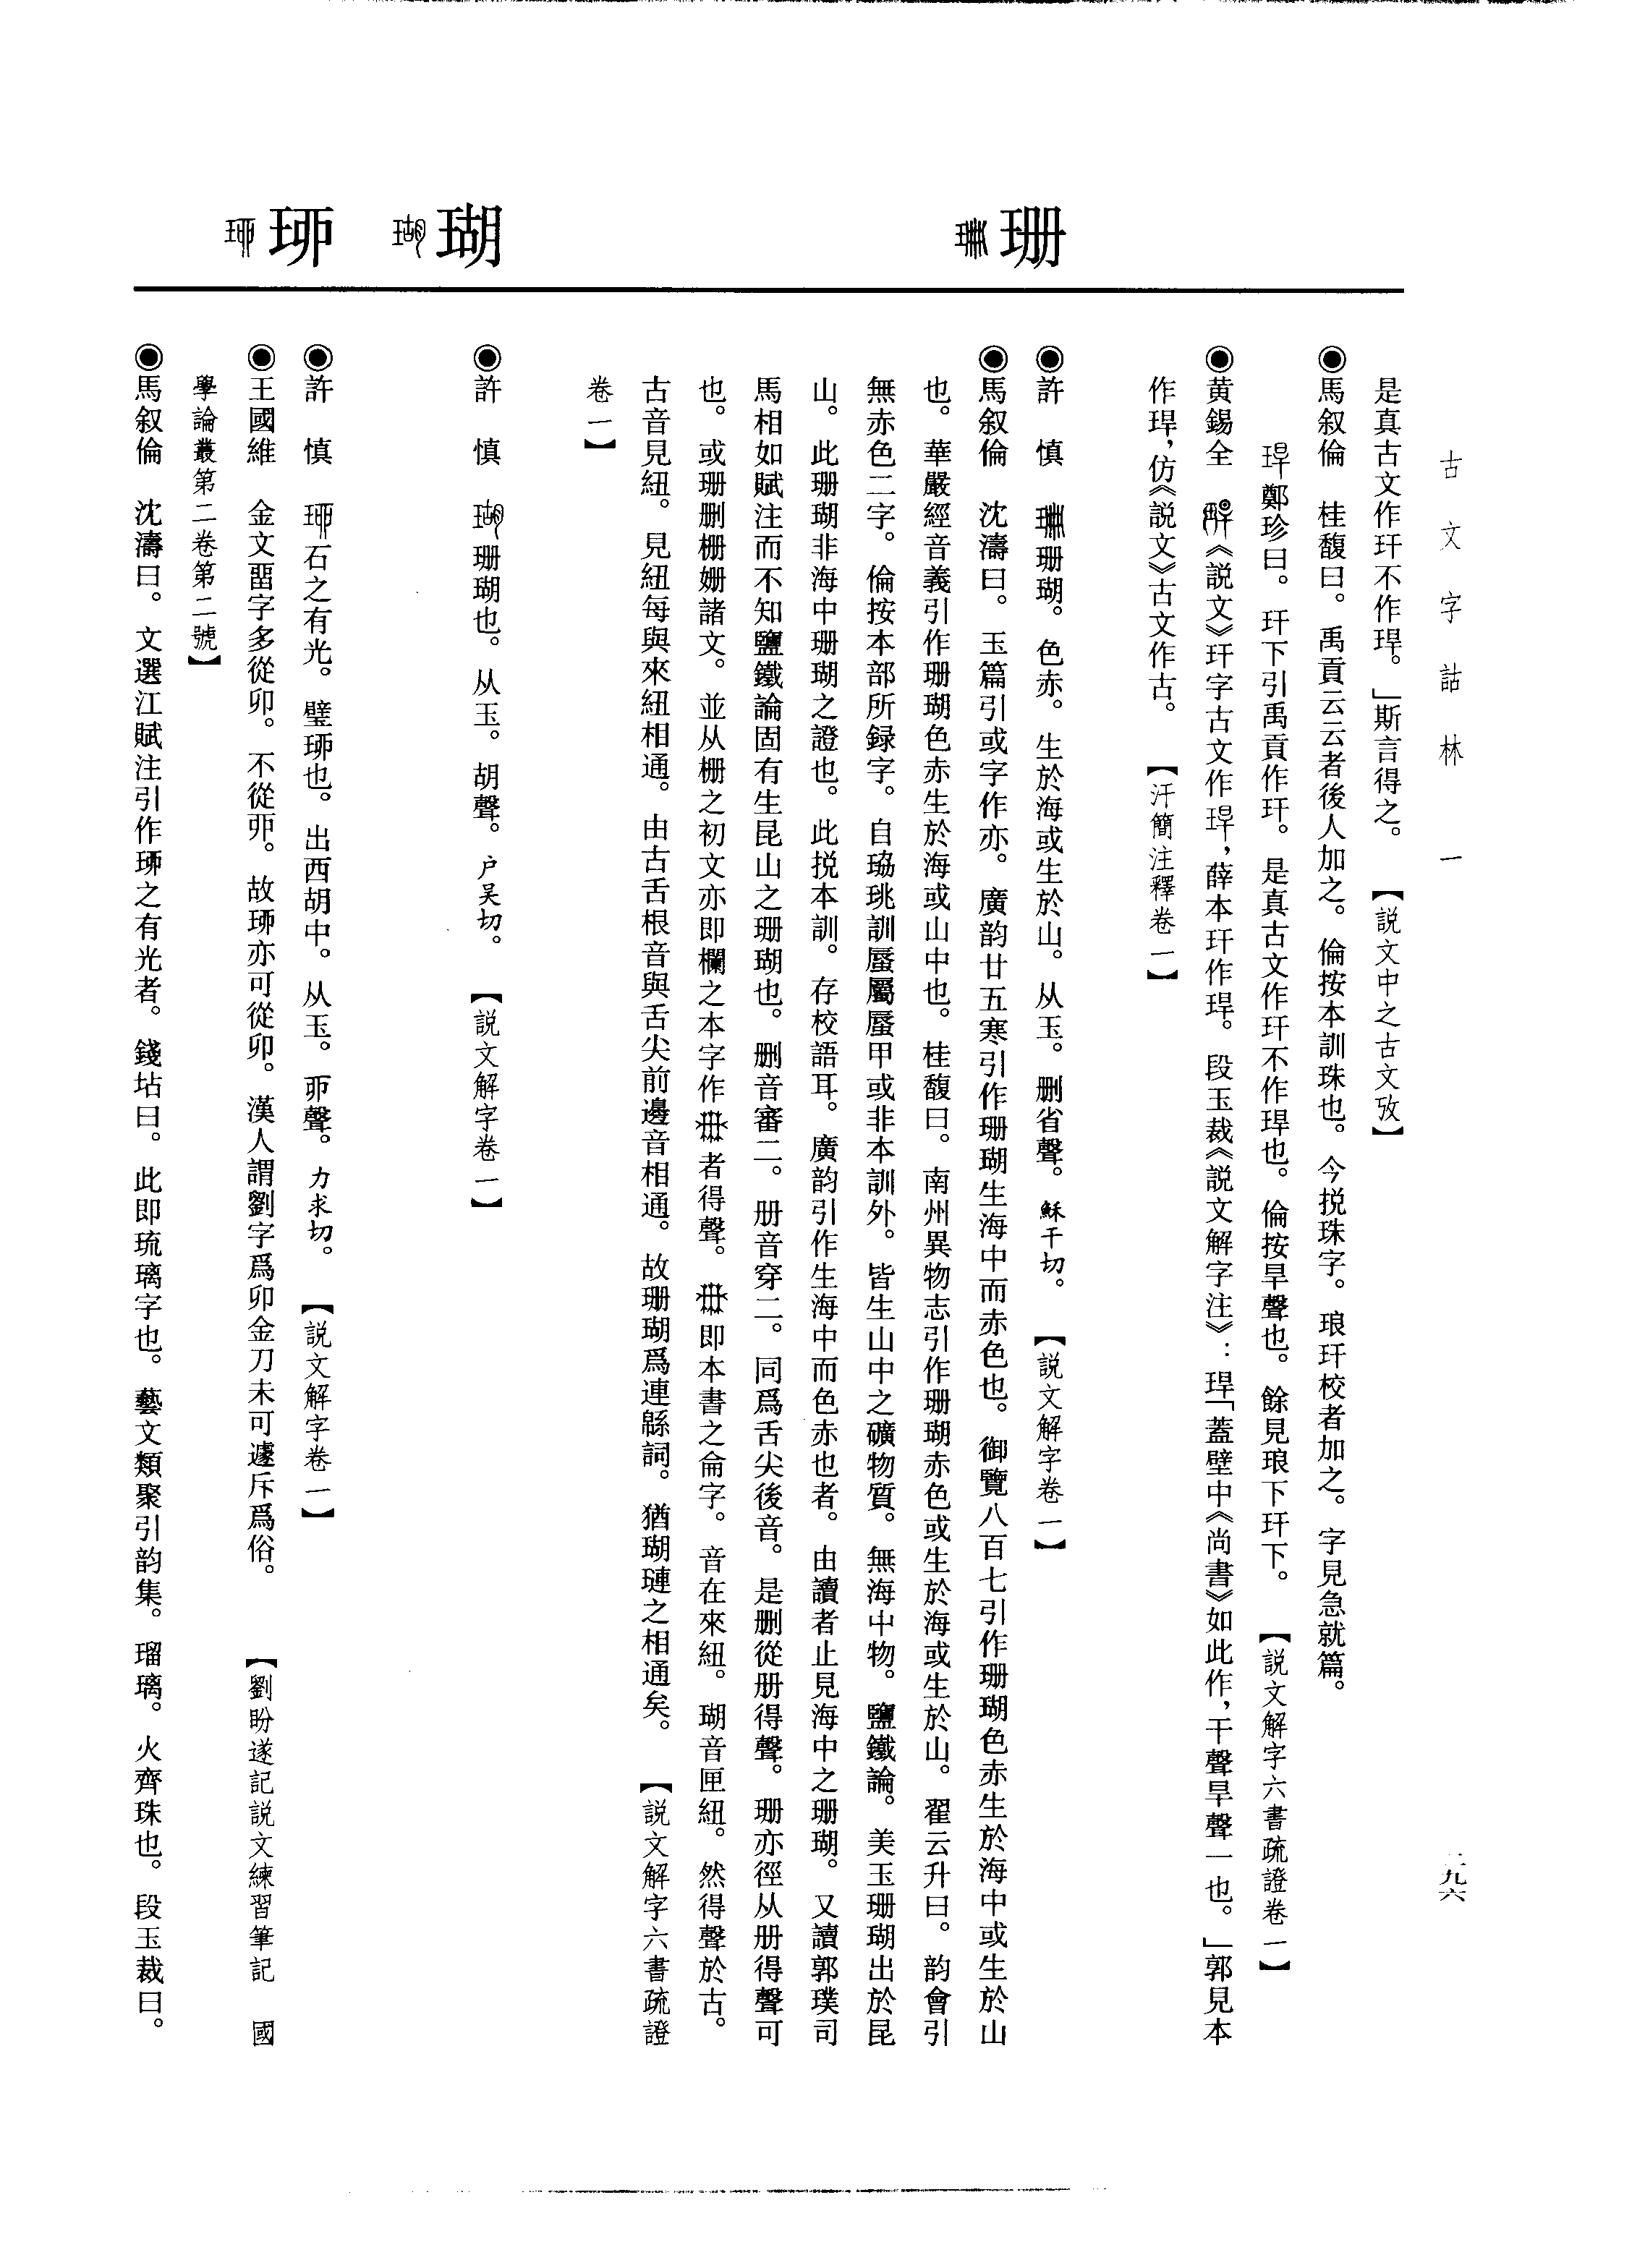 古文字詁林 一
二九六
珊
瑚
珋
是真古文作玕不作琾。」斯言得之。 【説文中之古文攷】
◉馬叙倫 桂馥曰。禹貢云云者後人加之。倫按本訓珠也。今挩珠字。琅玕校者加之。字見急就篇。
鄭珍曰。玕下引禹貢作玕。是真古文作玕不作琾也。倫按旱聲也。餘見琅下玕下。 【説文解字六書疏證卷一】
◉黄錫全 《説文》玕字古文作,薛本玕作琾。段玉裁《説文解字注》:琾「蓋壁中《尚書》如此作,干聲旱聲一也。」郭見本
作琾,仿《説文》古文作古。 【汗簡注釋卷一】
◉許 慎 珊瑚。色赤。生於海或生於山。从玉。删省聲。穌干切。 【説文解字卷一】
◉馬叙倫 沈濤曰。玉篇引或字作亦。廣韵廿五寒引作珊瑚生海中而赤色也。御覽八百七引作珊瑚色赤生於海中或生於山
也。華嚴經音義引作珊瑚色赤生於海或山中也。桂馥曰。南州異物志引作珊瑚赤色或生於海或生於山。翟云升曰。韵會引
無赤色二字。倫按本部所録字。自珕珧訓蜃屬蜃甲或非本訓外。皆生山中之礦物質。無海中物。鹽鐵論。美玉珊瑚出於昆
山。此珊瑚非海中珊瑚之證也。此挩本訓。存校語耳。廣韵引作生海中而色赤也者。由讀者止見海中之珊瑚。又讀郭璞司
馬相如賦注而不知鹽鐵論固有生昆山之珊瑚也。删音審二。册音穿二。同爲舌尖後音。是删從册得聲。珊亦徑从册得聲可
也。或珊删栅姍諸文。並从栅之初文亦即欄之本字作者得聲。即本書之侖字。音在來紐。瑚音匣紐。然得聲於古。
古音見紐。見紐每與來紐相通。由古舌根音與舌尖前邊音相通。故珊瑚爲連緜詞。猶瑚璉之相通矣。 【説文解字六書疏證
卷一】
◉許 慎 珊瑚也。从玉。胡聲。户吴切。 【説文解字卷一】
◉許 慎 石之有光。璧珋也。出西胡中。从玉。丣聲。力求切。 【説文解字卷一】
◉王國維 金文畱字多從卯。不從丣。故珋亦可從卯。漢人謂劉字爲卯金刀未可遽斥爲俗。 【劉盼遂記説文練習筆記 國
學論叢第二卷第二號】
◉馬叙倫 沈濤曰。文選江賦注引作珋之有光者。錢坫曰。此即琉璃字也。藝文類聚引韵集。瑠璃。火齊珠也。段玉裁曰。